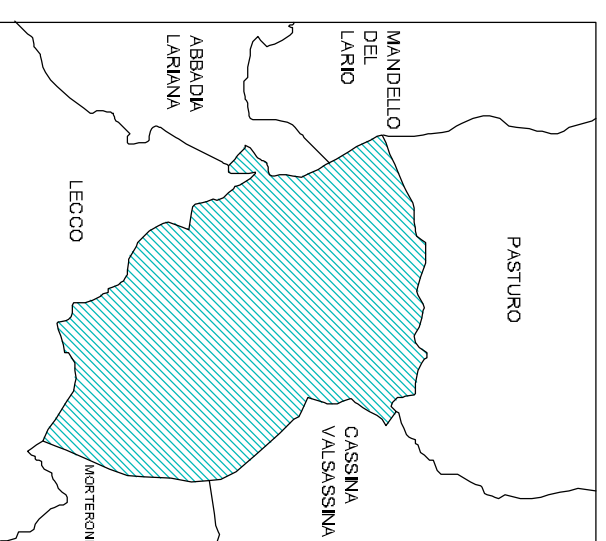 MANDELLO
DEL
LARIO
ABBADIA
LARIANA
PASTURO
LECCO
CASSINA
VALSASSINA
MORTERON